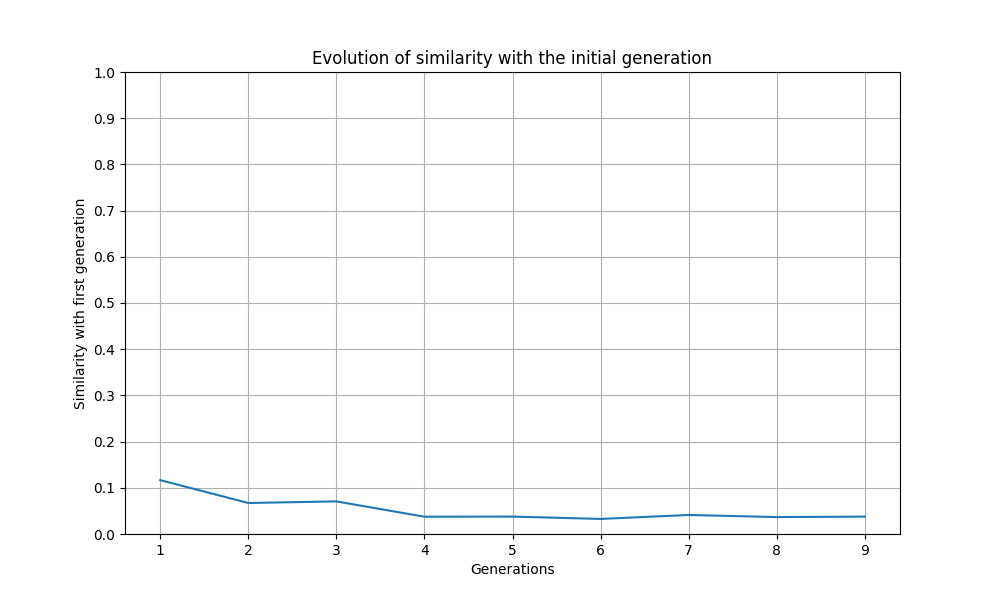 Evolution of similarity with the initial generation
1.0
0.9
0.8
0.7
0.6
0.5
0.4
0.3
0.2
0.1
0.0
Similarity with first generation
1 2 3 4 5 6 7 8 9
Generations